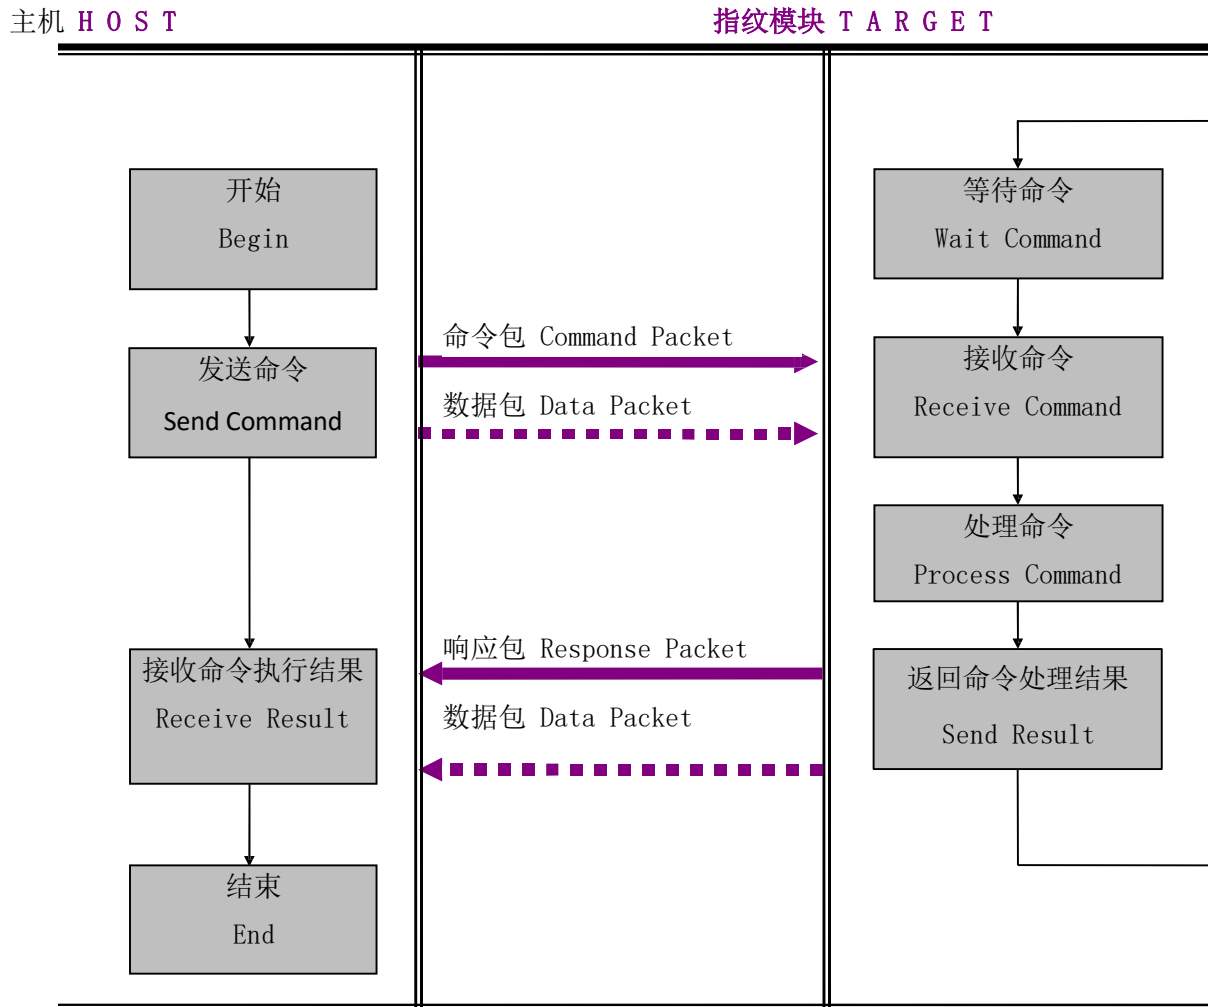 主机 H O S T
指纹模块 T A R G E T
开始
Begin
发送命令
Send Command
接收命令执行结果
Receive Result
结束
End
命令包 Command Packet
数据包 Data Packet
响应包 Response Packet
数据包 Data Packet
等待命令
Wait Command
接收命令
Receive Command
处理命令
Process Command
返回命令处理结果
Send Result